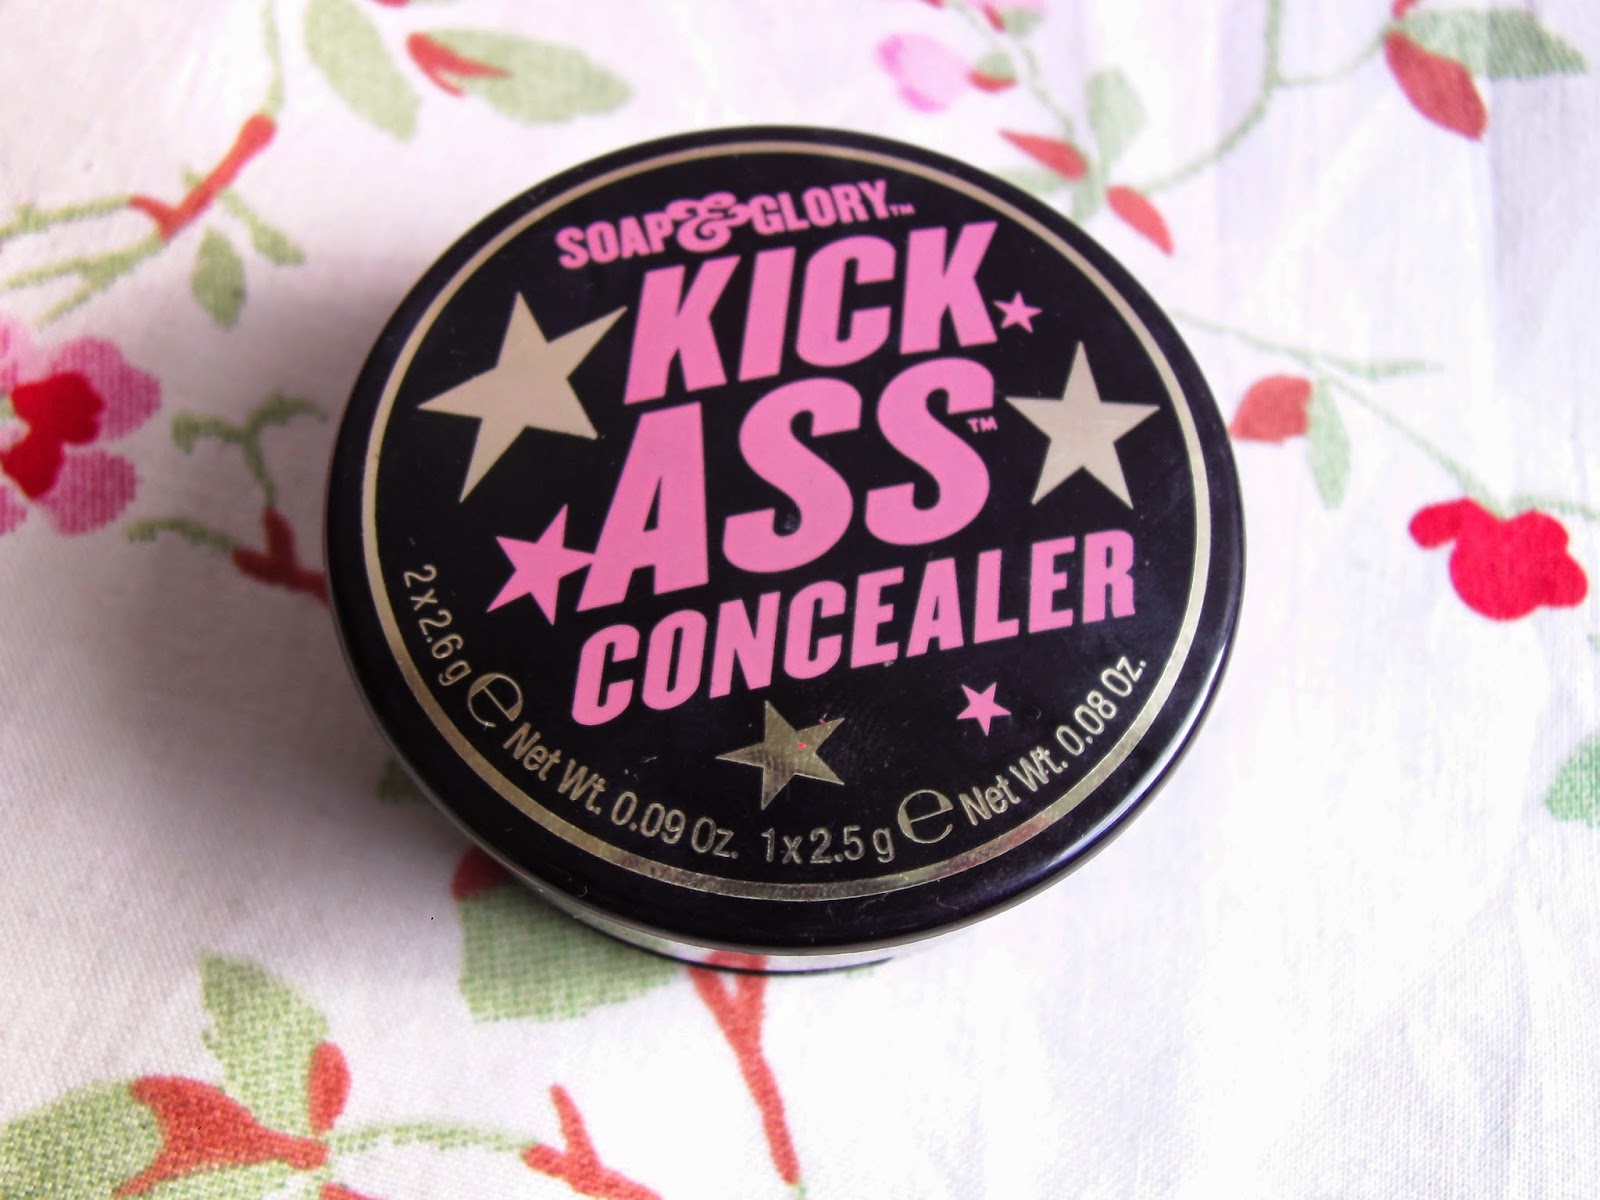 SOAP&GLORY™
KICK
ASS™
CONCEALER
2x2.6g ℮ Net Wt. 0.09 Oz. 1x2.5g ℮ Net Wt. 0.08 Oz.